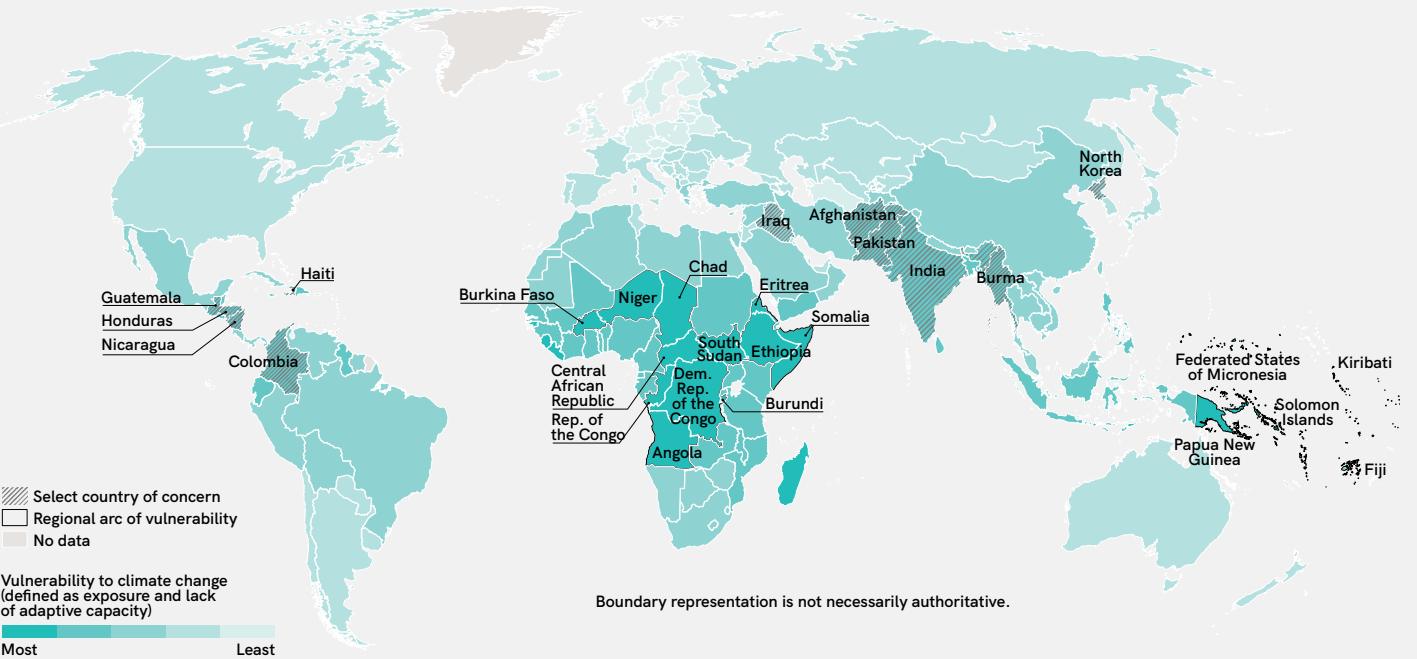 North
Korea
Iraq
Afghanistan
Pakistan
India
Burma
Haiti
Guatemala
Honduras
Nicaragua
Colombia
Chad
Burkina Faso
Niger
Eritrea
Somalia
South
Sudan
Ethiopia
Central
African
Republic
Dem.
Rep.
of the
Congo
Rep. of
the Congo
Burundi
Angola
Federated States
of Micronesia
Kiribati
Solomon
Islands
Papua New
Guinea
Fiji
Select country of concern
Regional arc of vulnerability
No data
Vulnerability to climate change
(defined as exposure and lack
of adaptive capacity)
Most
Least
Boundary representation is not necessarily authoritative.